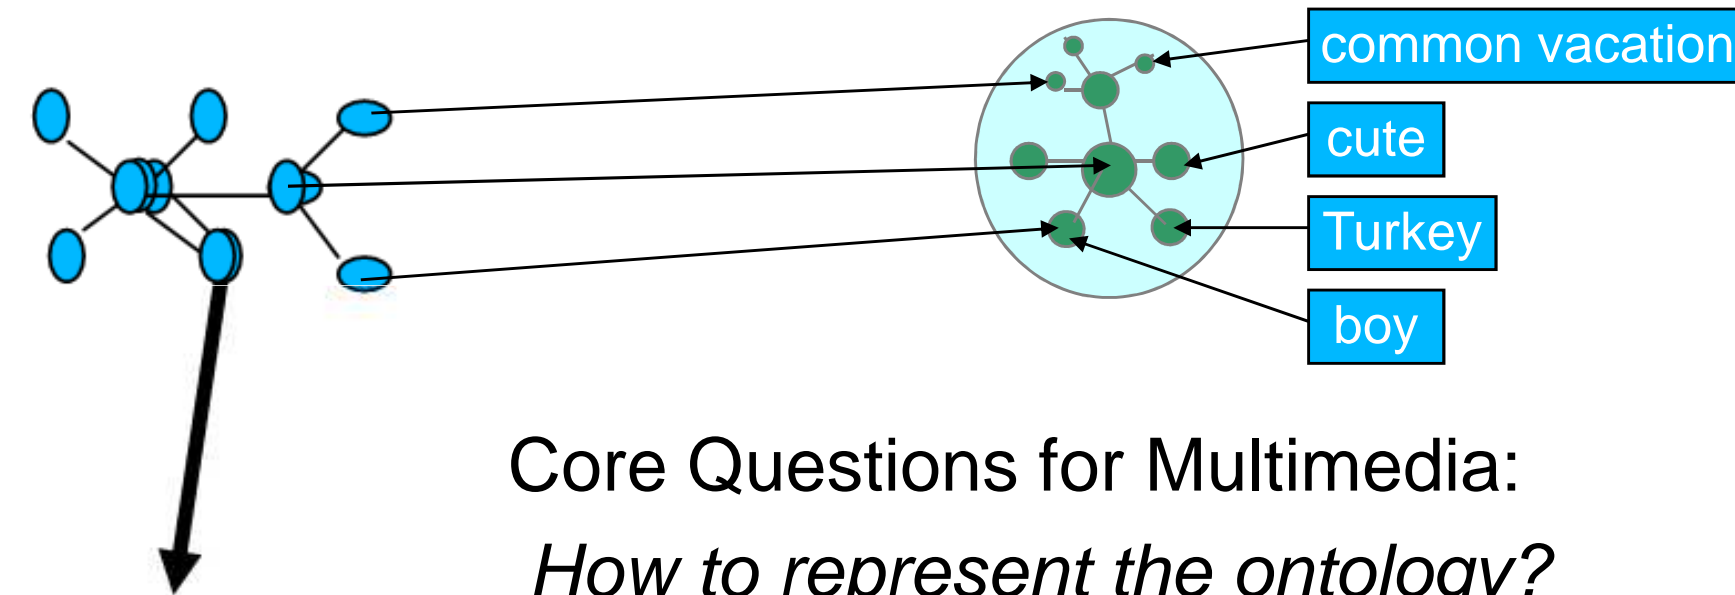 common vacation
cute
Turkey
boy
Core Questions for Multimedia:
How to represent the ontology?